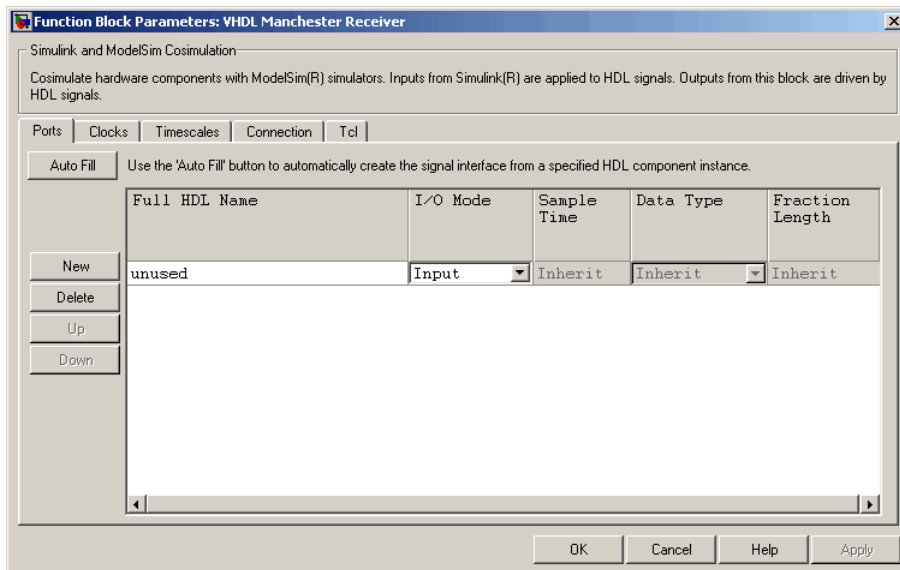 Function Block Parameters: VHDL Manchester Receiver
Simulink and ModelSim Cosimulation
Cosimulate hardware components with ModelSim(R) simulators. Inputs from Simulink(R) are applied to HDL signals. Outputs from this block are driven by
HDL signals.
Ports Clocks Timescales Connection Tcl
Auto Fill Use the 'Auto Fill' button to automatically create the signal interface from a specified HDL component instance.
Full HDL Name I/O Mode Sample Time Data Type Fraction Length
New
unused Input Inherit Inherit Inherit
Delete
Up
Down
OK Cancel Help Apply